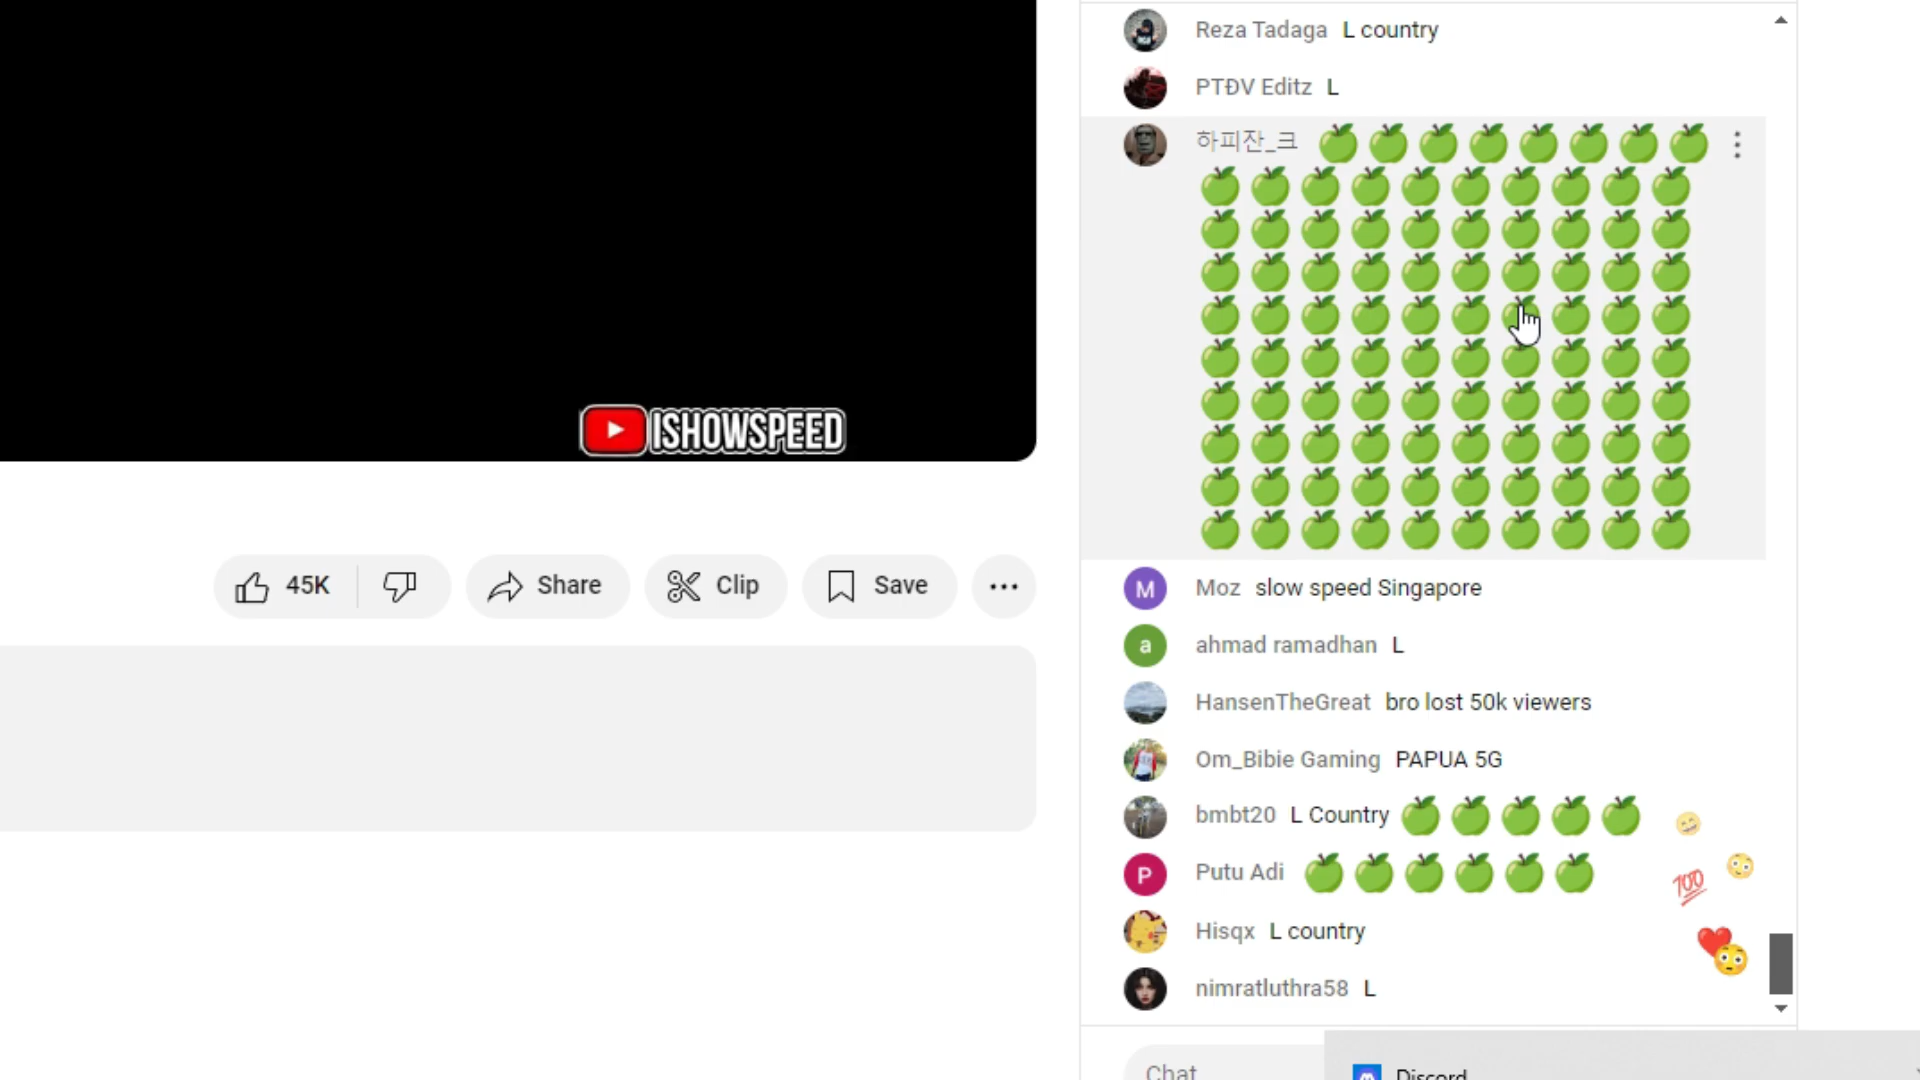 Reza Tadaga L country
PTĐV Editz L
하피잔_크 🍏🍏🍏🍏🍏🍏🍏🍏
🍏🍏🍏🍏🍏🍏🍏🍏🍏🍏
🍏🍏🍏🍏🍏🍏🍏🍏🍏🍏
🍏🍏🍏🍏🍏🍏🍏🍏🍏🍏
🍏🍏🍏🍏🍏🍏🍏🍏🍏🍏
🍏🍏🍏🍏🍏🍏🍏🍏🍏🍏
🍏🍏🍏🍏🍏🍏🍏🍏🍏🍏
🍏🍏🍏🍏🍏🍏🍏🍏🍏🍏
🍏🍏🍏🍏🍏🍏🍏🍏🍏🍏
🍏🍏🍏🍏🍏🍏🍏🍏🍏🍏
ISHOWSPEED
45K Share Clip Save
M Moz slow speed Singapore
a ahmad ramadhan L
HansenTheGreat bro lost 50k viewers
Om_Bibie Gaming PAPUA 5G
bmbt20 L Country 🍏🍏🍏🍏🍏
P Putu Adi 🍏🍏🍏🍏🍏🍏
Hisqx L country
nimratluthra58 L
Chat
Discord